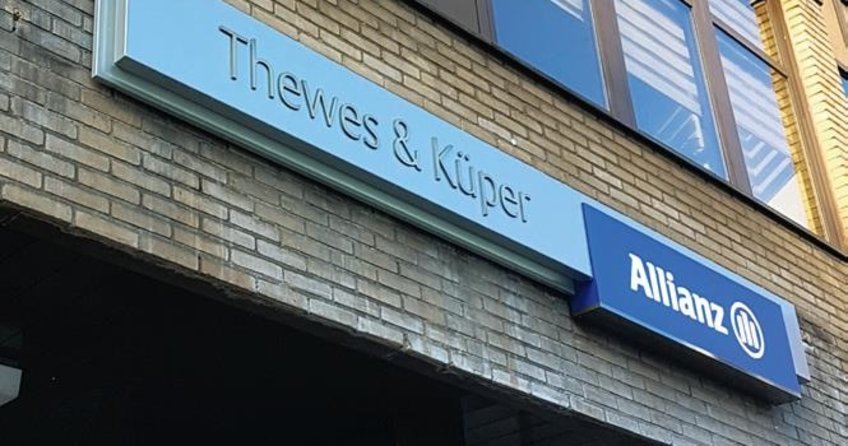 Thewes & Küper
Allianz